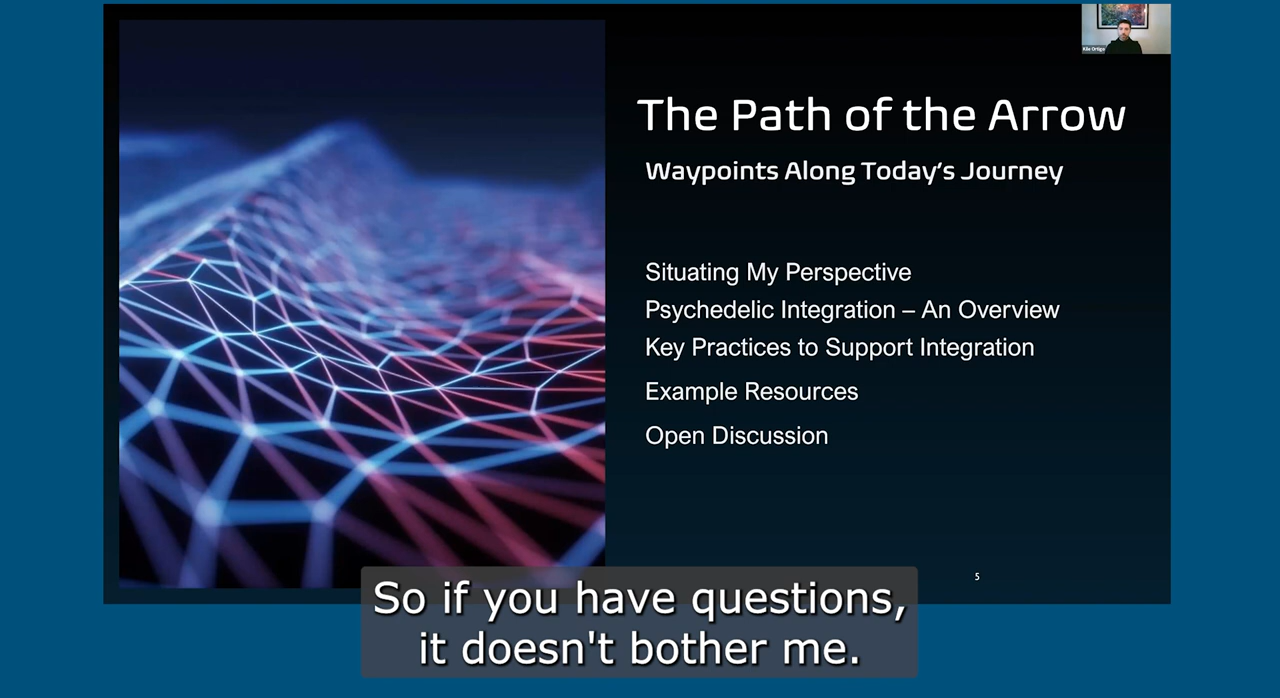 The Path of the Arrow
Waypoints Along Today's Journey
Situating My Perspective
Psychedelic Integration – An Overview
Key Practices to Support Integration
Example Resources
Open Discussion
5
So if you have questions,
it doesn't bother me.